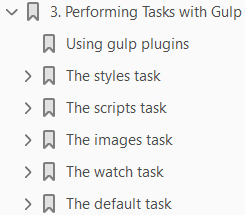 3. Performing Tasks with Gulp
Using gulp plugins
The styles task
The scripts task
The images task
The watch task
The default task